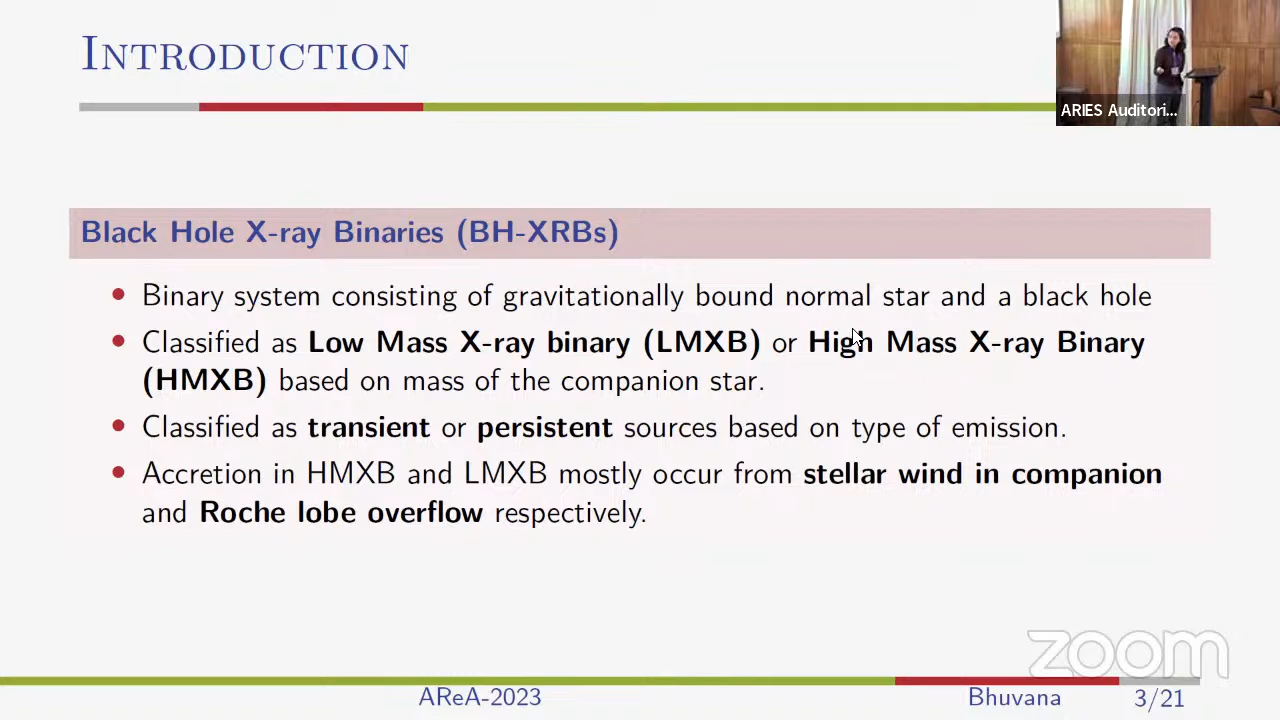 INTRODUCTION
ARIES Auditori...
Black Hole X-ray Binaries (BH-XRBs)
• Binary system consisting of gravitationally bound normal star and a black hole
• Classified as Low Mass X-ray binary (LMXB) or High Mass X-ray Binary
(HMXB) based on mass of the companion star.
• Classified as transient or persistent sources based on type of emission.
• Accretion in HMXB and LMXB mostly occur from stellar wind in companion
and Roche lobe overflow respectively.
zoom
AReA-2023 Bhuvana 3/21